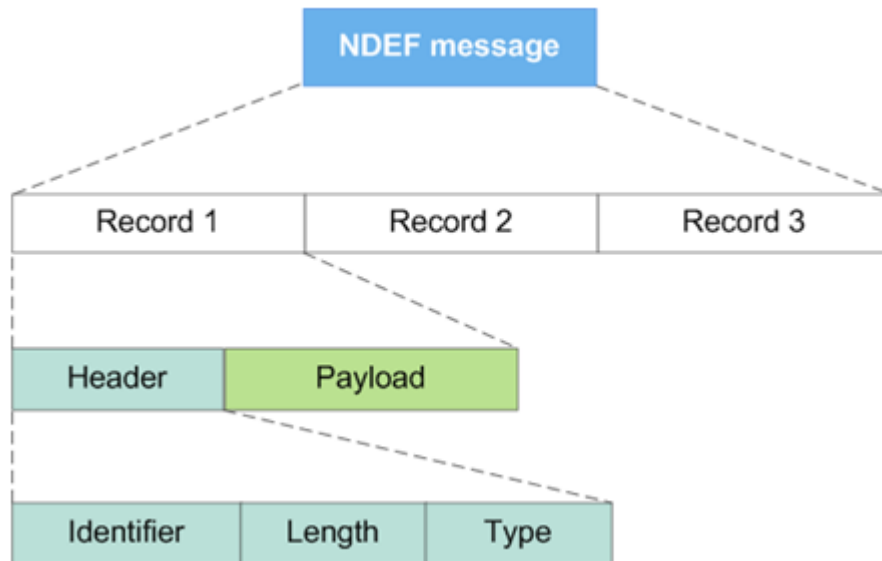 NDEF message
Record 1 Record 2 Record 3
Header Payload
Identifier Length Type